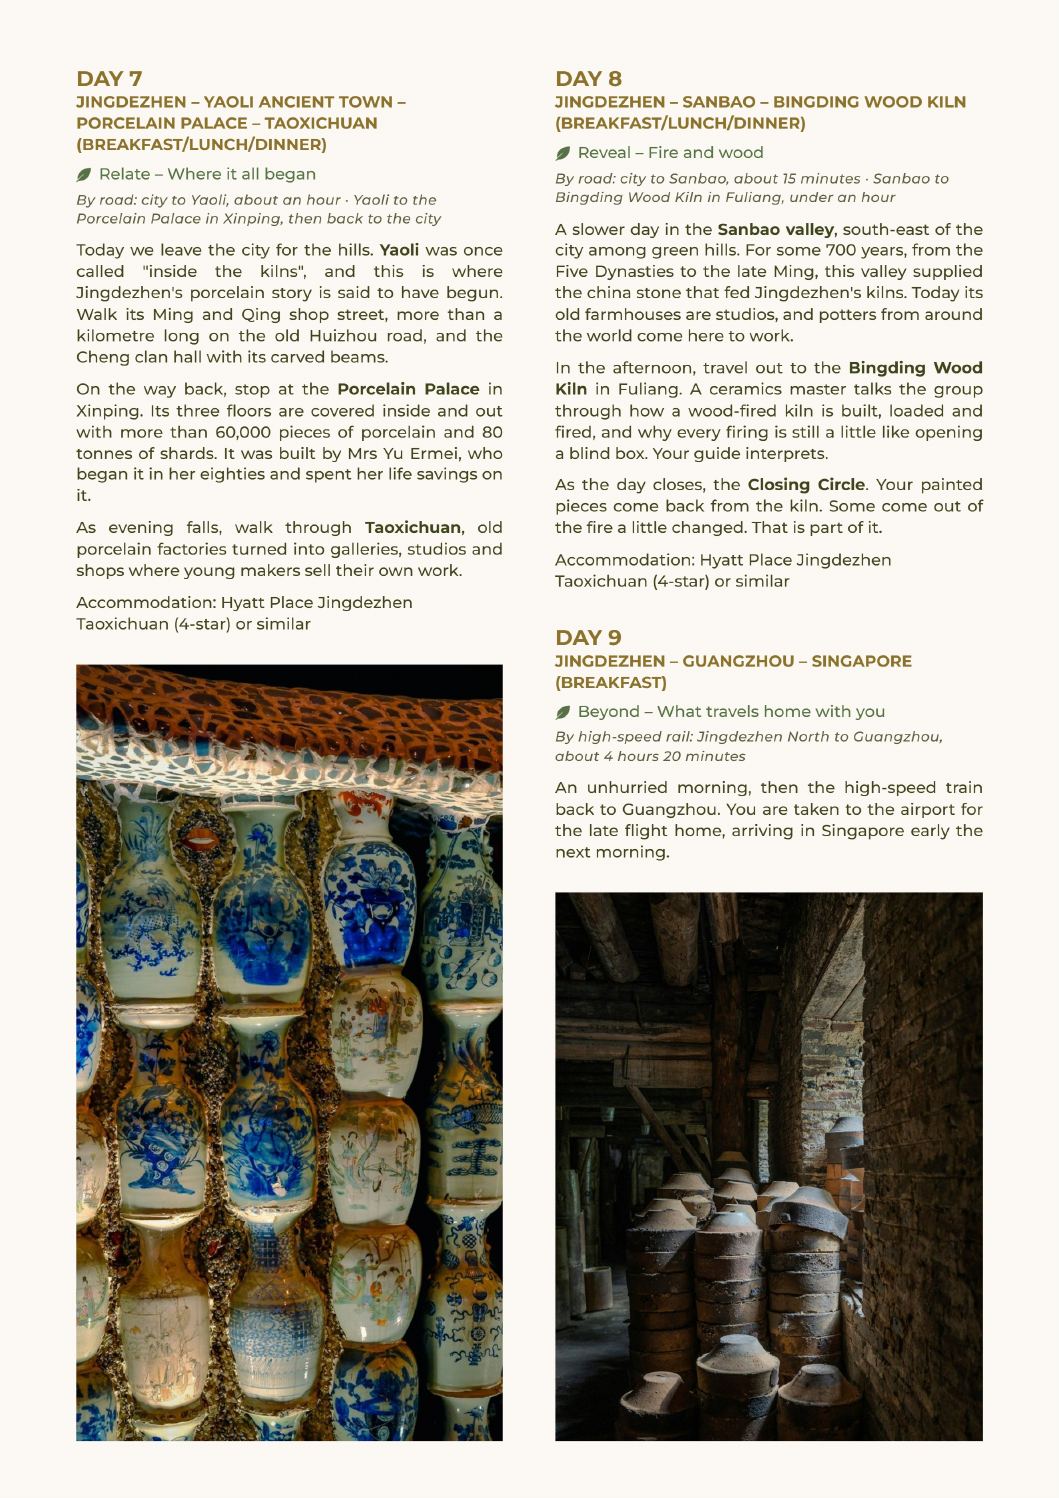 DAY 7
JINGDEZHEN – YAOLI ANCIENT TOWN –
PORCELAIN PALACE – TAOXICHUAN
(BREAKFAST/LUNCH/DINNER)
Relate – Where it all began
By road: city to Yaoli, about an hour · Yaoli to the
Porcelain Palace in Xinping, then back to the city
Today we leave the city for the hills. Yaoli was once
called "inside the kilns", and this is where
Jingdezhen's porcelain story is said to have begun.
Walk its Ming and Qing shop street, more than a
kilometre long on the old Huizhou road, and the
Cheng clan hall with its carved beams.
On the way back, stop at the Porcelain Palace in
Xinping. Its three floors are covered inside and out
with more than 60,000 pieces of porcelain and 80
tonnes of shards. It was built by Mrs Yu Ermei, who
began it in her eighties and spent her life savings on
it.
As evening falls, walk through Taoxichuan, old
porcelain factories turned into galleries, studios and
shops where young makers sell their own work.
Accommodation: Hyatt Place Jingdezhen
Taoxichuan (4-star) or similar
DAY 8
JINGDEZHEN – SANBAO – BINGDING WOOD KILN
(BREAKFAST/LUNCH/DINNER)
Reveal – Fire and wood
By road: city to Sanbao, about 15 minutes · Sanbao to
Bingding Wood Kiln in Fuliang, under an hour
A slower day in the Sanbao valley, south-east of the
city among green hills. For some 700 years, from the
Five Dynasties to the late Ming, this valley supplied
the china stone that fed Jingdezhen's kilns. Today its
old farmhouses are studios, and potters from around
the world come here to work.
In the afternoon, travel out to the Bingding Wood
Kiln in Fuliang. A ceramics master talks the group
through how a wood-fired kiln is built, loaded and
fired, and why every firing is still a little like opening
a blind box. Your guide interprets.
As the day closes, the Closing Circle. Your painted
pieces come back from the kiln. Some come out of
the fire a little changed. That is part of it.
Accommodation: Hyatt Place Jingdezhen
Taoxichuan (4-star) or similar
DAY 9
JINGDEZHEN – GUANGZHOU – SINGAPORE
(BREAKFAST)
Beyond – What travels home with you
By high-speed rail: Jingdezhen North to Guangzhou,
about 4 hours 20 minutes
An unhurried morning, then the high-speed train
back to Guangzhou. You are taken to the airport for
the late flight home, arriving in Singapore early the
next morning.